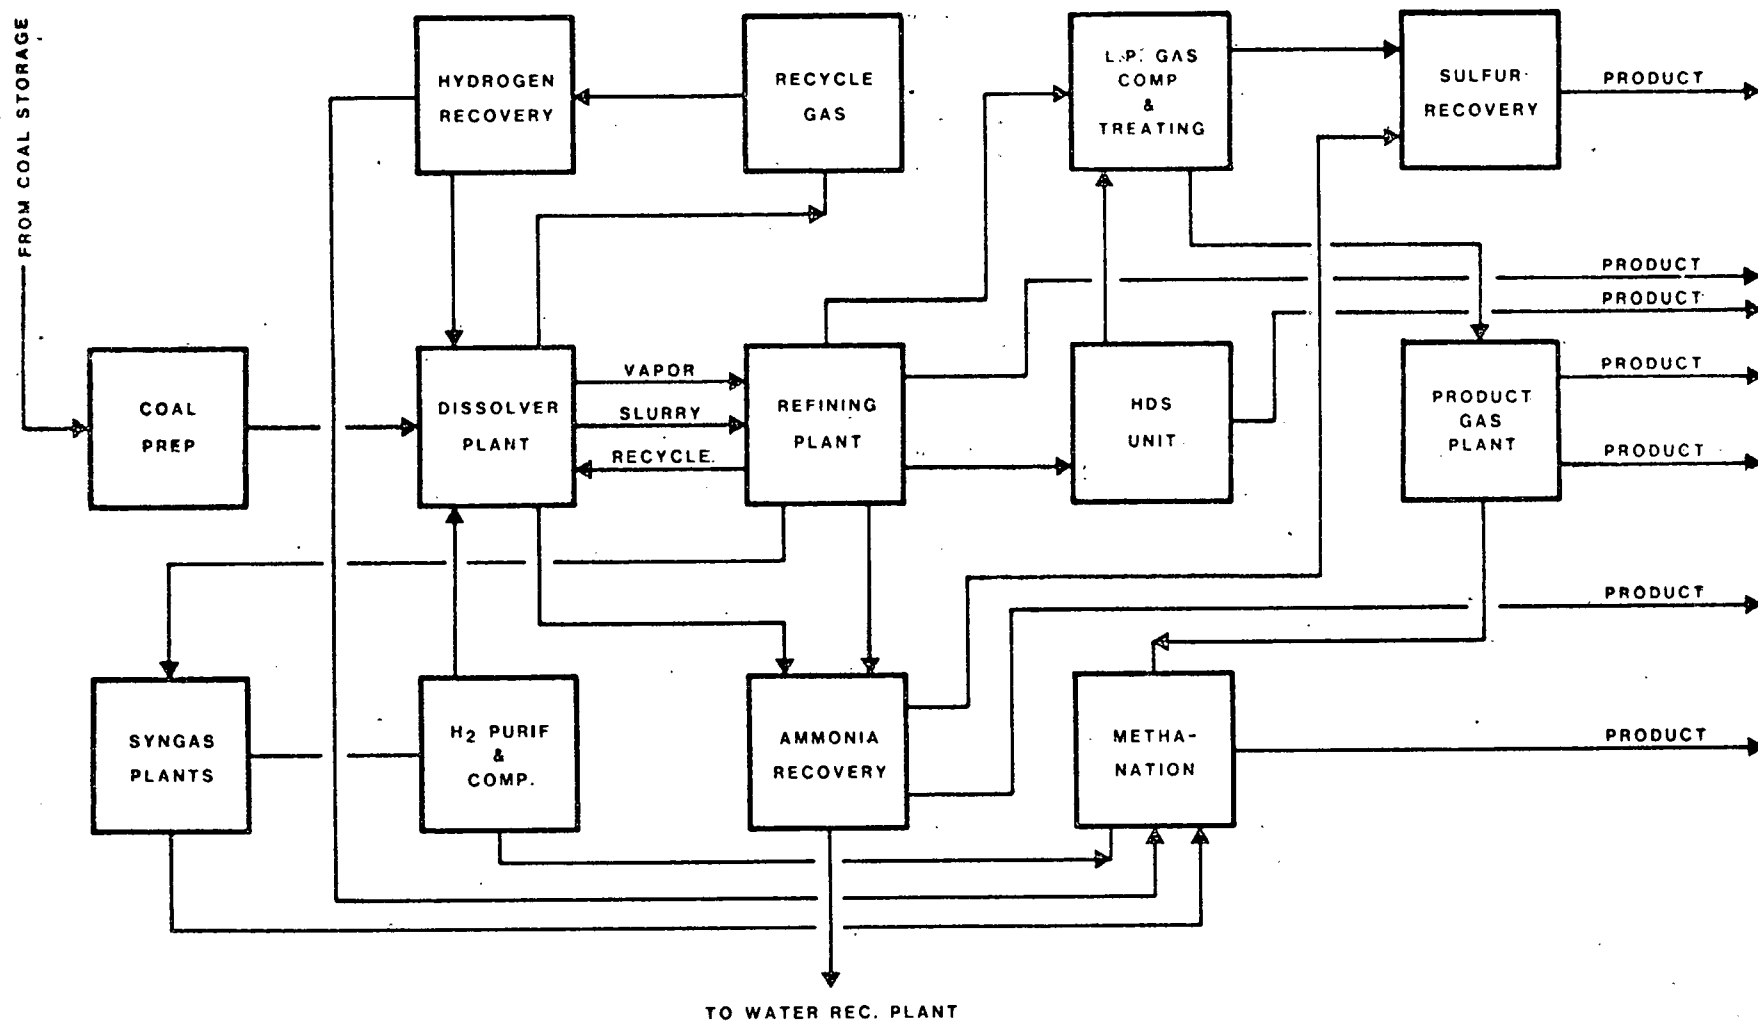 FROM COAL STORAGE
HYDROGEN
RECOVERY
RECYCLE
GAS
L.P. GAS
COMP
&
TREATING
SULFUR
RECOVERY
PRODUCT
PRODUCT
PRODUCT
COAL
PREP
DISSOLVER
PLANT
VAPOR
SLURRY
RECYCLE
REFINING
PLANT
HDS
UNIT
PRODUCT
GAS
PLANT
PRODUCT
PRODUCT
PRODUCT
SYNGAS
PLANTS
H2 PURIF
&
COMP.
AMMONIA
RECOVERY
METHA-
NATION
PRODUCT
TO WATER REC. PLANT